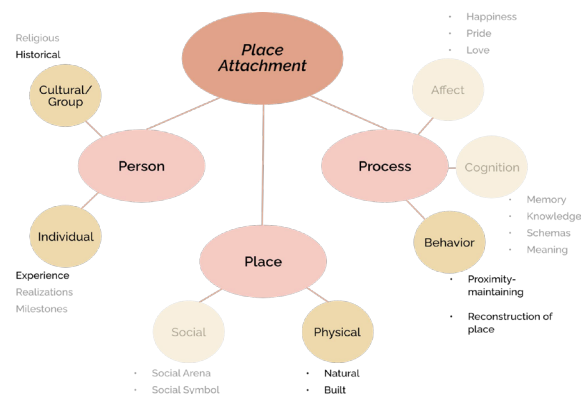 Place
Attachment
Religious
Historical
Cultural/
Group
Person
Individual
Experience
Realizations
Milestones
Place
Social
• Social Arena
• Social Symbol
Physical
• Natural
• Built
Process
• Happiness
• Pride
• Love
Affect
Cognition
• Memory
• Knowledge
• Schemas
• Meaning
Behavior
• Proximity-
maintaining
• Reconstruction of
place